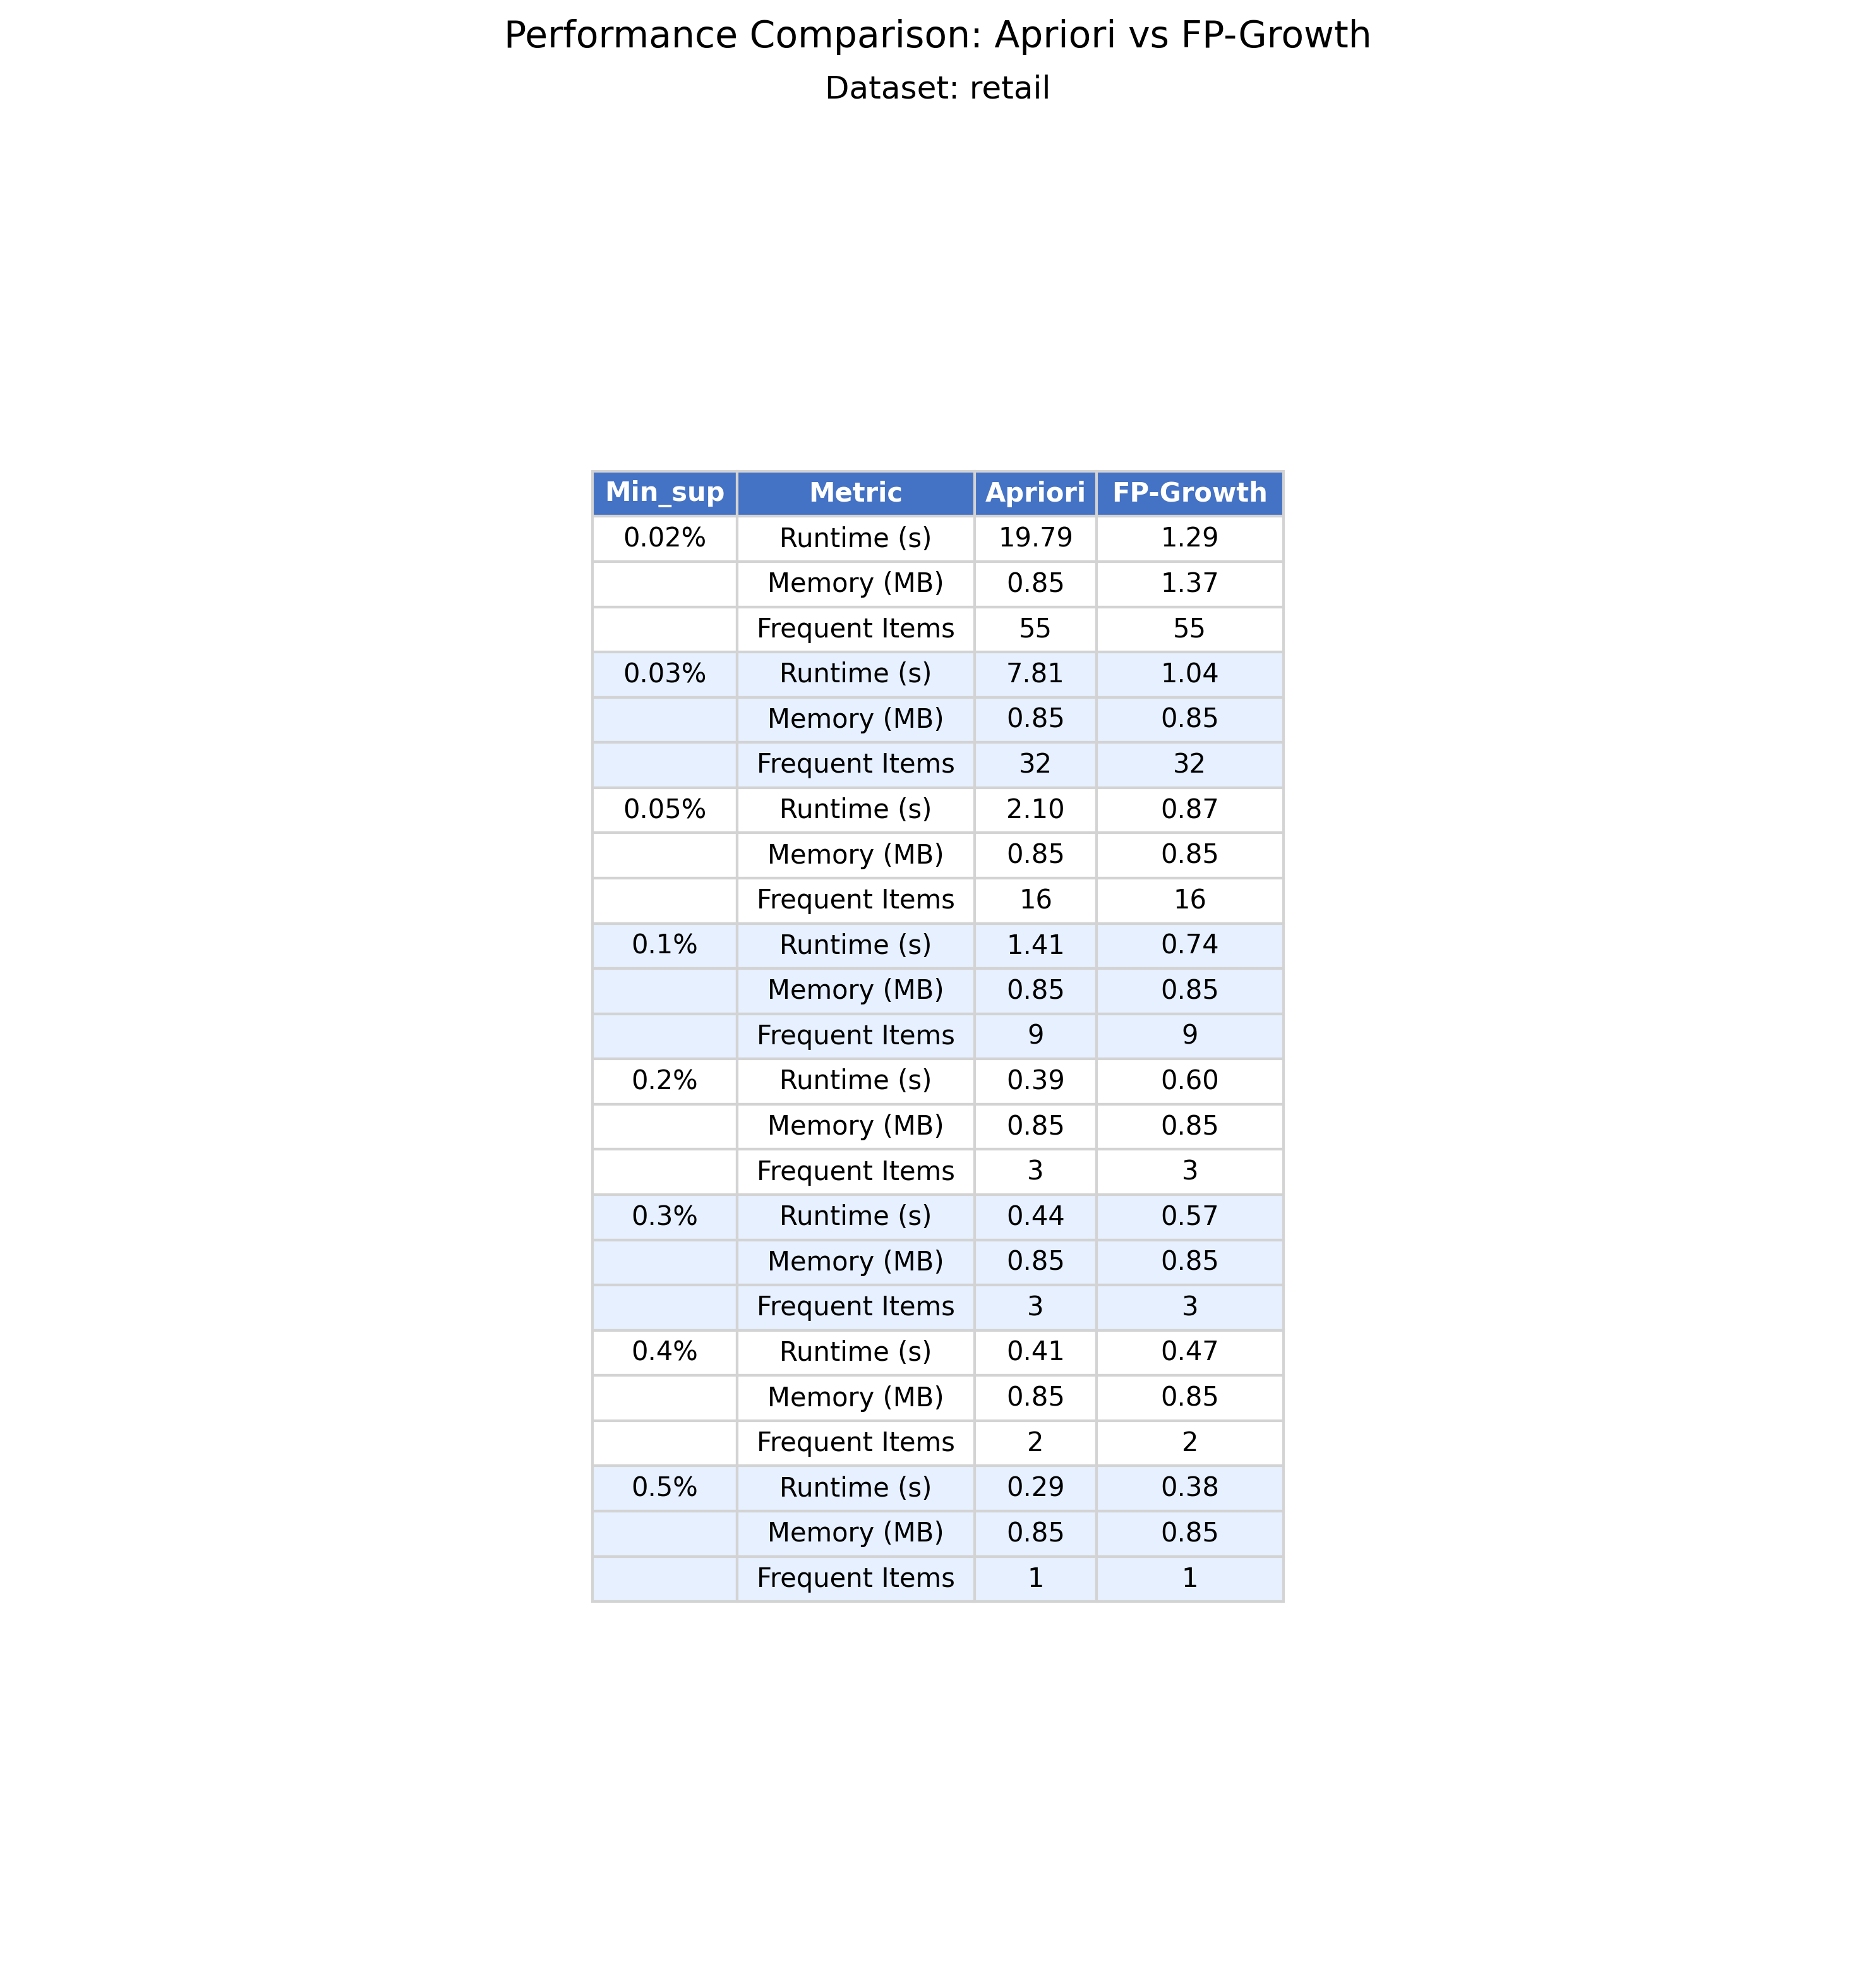 Performance Comparison: Apriori vs FP-Growth
Dataset: retail
Min_sup Metric Apriori FP-Growth
0.02% Runtime (s) 19.79 1.29
Memory (MB) 0.85 1.37
Frequent Items 55 55
0.03% Runtime (s) 7.81 1.04
Memory (MB) 0.85 0.85
Frequent Items 32 32
0.05% Runtime (s) 2.10 0.87
Memory (MB) 0.85 0.85
Frequent Items 16 16
0.1% Runtime (s) 1.41 0.74
Memory (MB) 0.85 0.85
Frequent Items 9 9
0.2% Runtime (s) 0.39 0.60
Memory (MB) 0.85 0.85
Frequent Items 3 3
0.3% Runtime (s) 0.44 0.57
Memory (MB) 0.85 0.85
Frequent Items 3 3
0.4% Runtime (s) 0.41 0.47
Memory (MB) 0.85 0.85
Frequent Items 2 2
0.5% Runtime (s) 0.29 0.38
Memory (MB) 0.85 0.85
Frequent Items 1 1